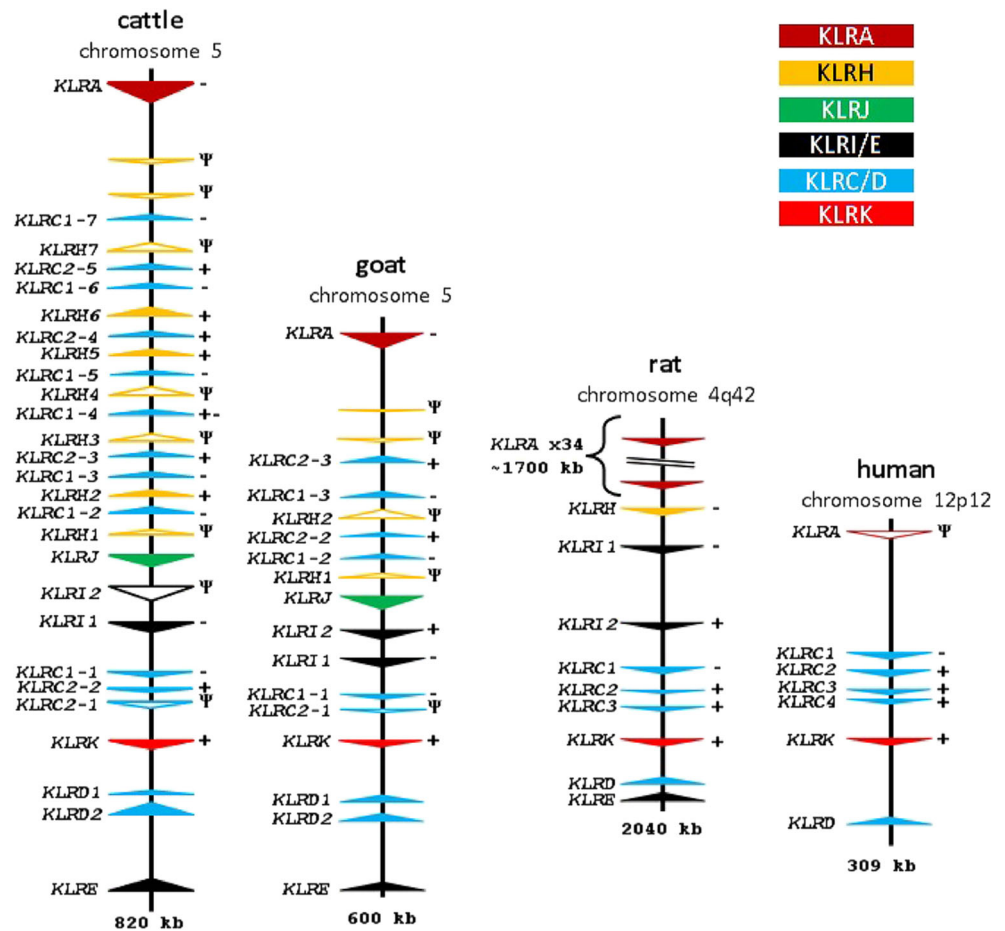 cattle
chromosome 5
KLRA -
Ψ
Ψ
KLRC1-7 -
KLRH7 Ψ
KLRC2-5 +
KLRC1-6 -
KLRH6 +
KLRC2-4 +
KLRH5 +
KLRC1-5 -
KLRH4 Ψ
KLRC1-4 +-
KLRH3 Ψ
KLRC2-3 +
KLRC1-3 -
KLRH2 +
KLRC1-2 -
KLRH1 Ψ
KLRJ
KLRI2 Ψ
KLRI1 -
KLRC1-1 -
KLRC2-2 +
KLRC2-1 Ψ
KLRK +
KLRD1
KLRD2
KLRE
820 kb
goat
chromosome 5
KLRA -
Ψ
Ψ
KLRC2-3 +
KLRC1-3 -
KLRH2 Ψ
KLRC2-2 +
KLRC1-2 -
KLRH1 Ψ
KLRJ
KLRI2 +
KLRI1 -
KLRC1-1 -
KLRC2-1 Ψ
KLRK +
KLRD1
KLRD2
KLRE
600 kb
rat
chromosome 4q42
KLRA x34
~1700 kb
KLRH -
KLRI1 -
KLRI2 +
KLRC1 -
KLRC2 +
KLRC3 +
KLRK +
KLRD
KLRE
2040 kb
human
chromosome 12p12
KLRA Ψ
KLRC1 -
KLRC2 +
KLRC3 +
KLRC4 +
KLRK +
KLRD
309 kb
KLRA
KLRH
KLRJ
KLRI/E
KLRC/D
KLRK